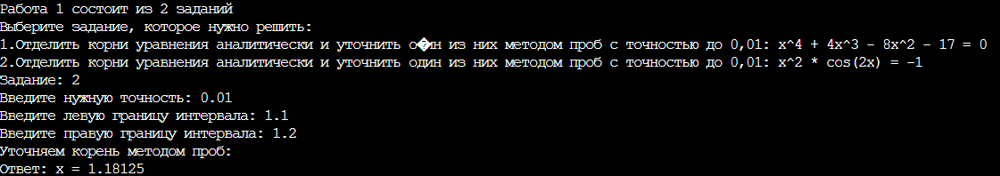 Работа 1 состоит из 2 заданий
Выберите задание, которое нужно решить:
1.Отделить корни уравнения аналитически и уточнить о�ин из них методом проб с точностью до 0,01: x^4 + 4x^3 - 8x^2 - 17 = 0
2.Отделить корни уравнения аналитически и уточнить один из них методом проб с точностью до 0,01: x^2 * cos(2x) = -1
Задание: 2
Введите нужную точность: 0.01
Введите левую границу интервала: 1.1
Введите правую границу интервала: 1.2
Уточняем корень методом проб:
Ответ: x = 1.18125